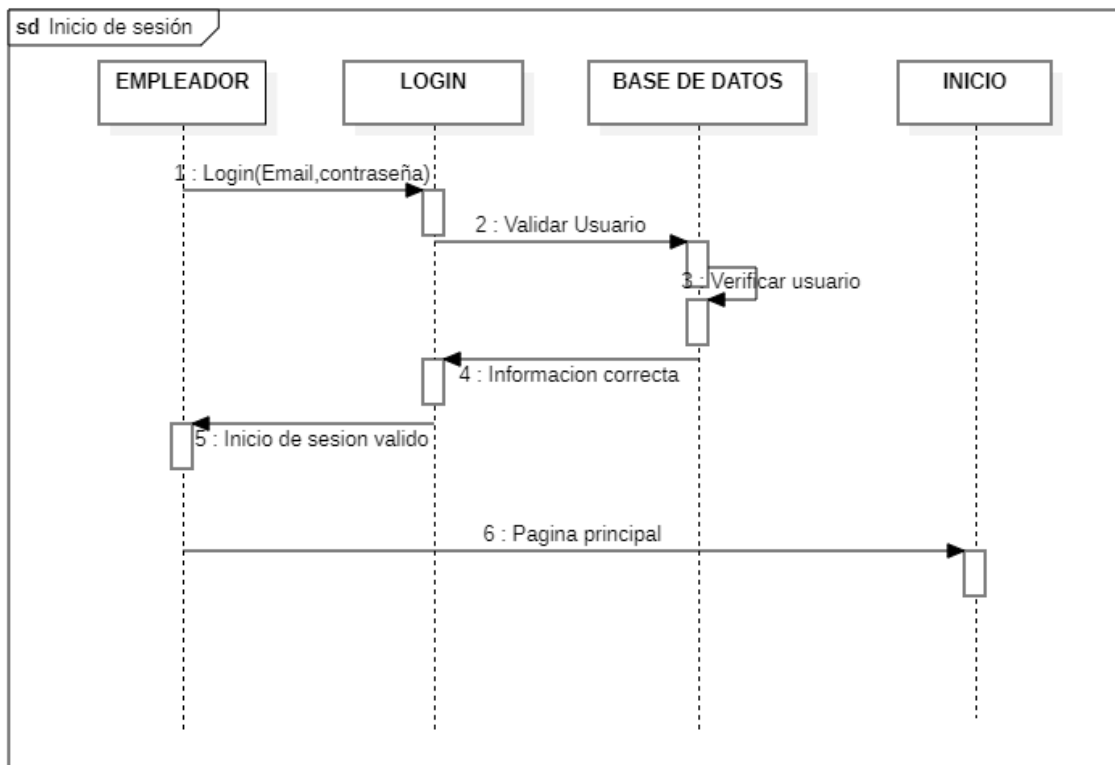 sd Inicio de sesión
EMPLEADOR
LOGIN
BASE DE DATOS
INICIO
1 : Login(Email,contraseña)
2 : Validar Usuario
3 : Verificar usuario
4 : Informacion correcta
5 : Inicio de sesion valido
6 : Pagina principal